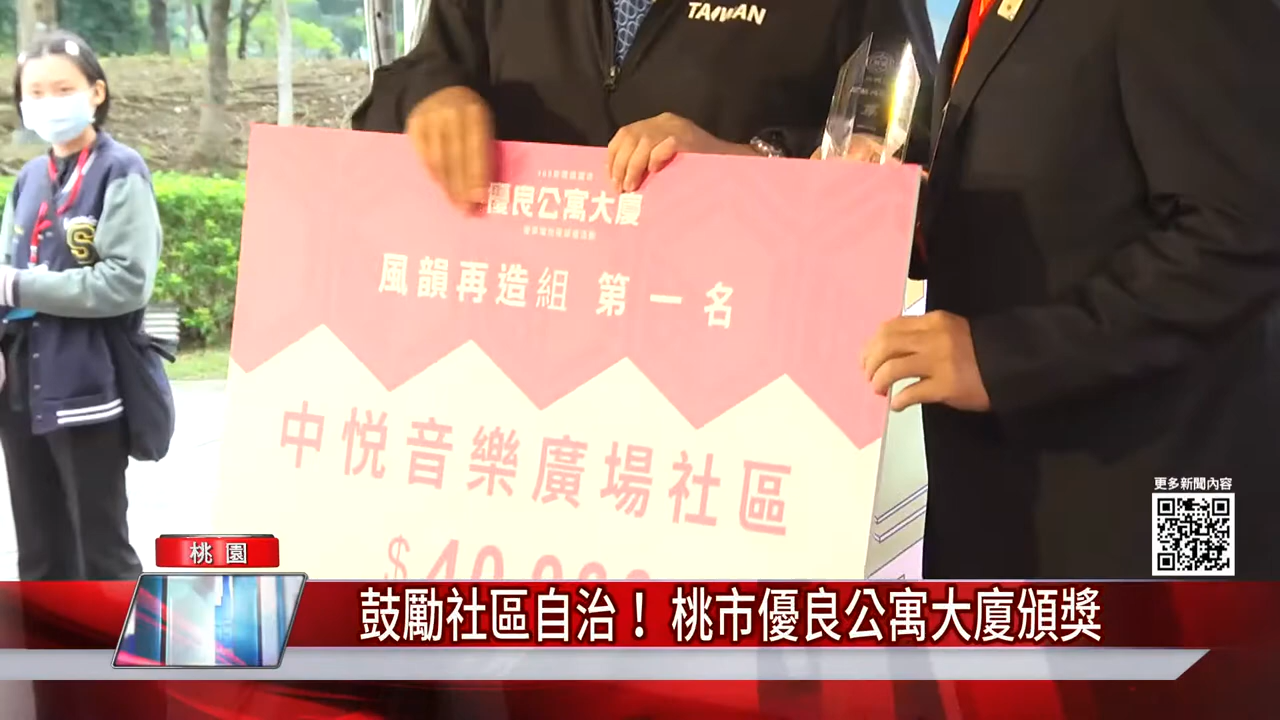 TAIWAN
優良公寓大廈
風韻再造組 第一名
中悦音樂廣場社區
S
更多新聞內容
桃園
鼓勵社區自治！桃市優良公寓大廈頒獎